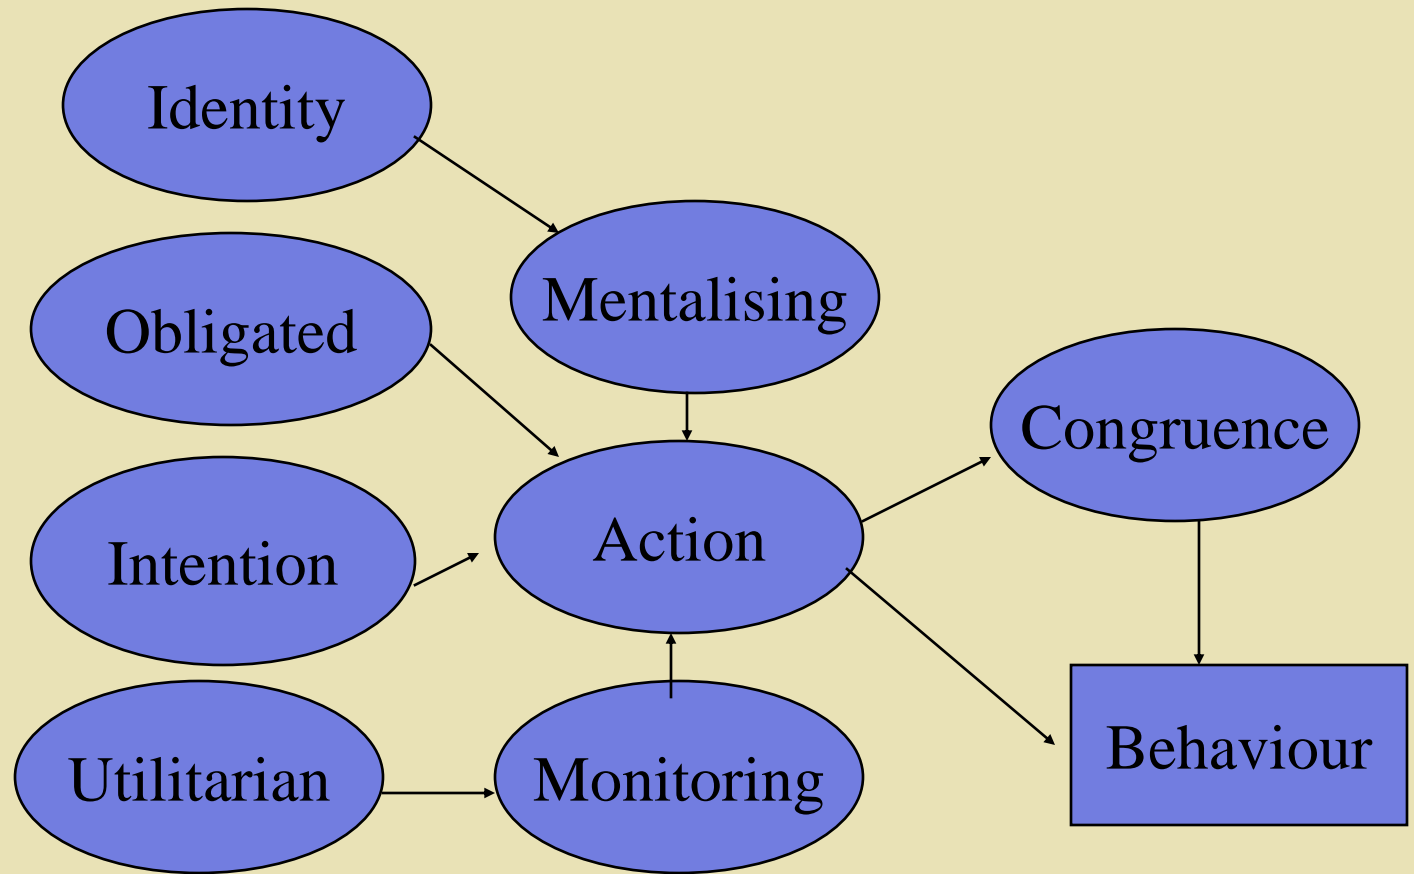 Identity
Mentalising
Obligated
Congruence
Action
Intention
Behaviour
Utilitarian
Monitoring